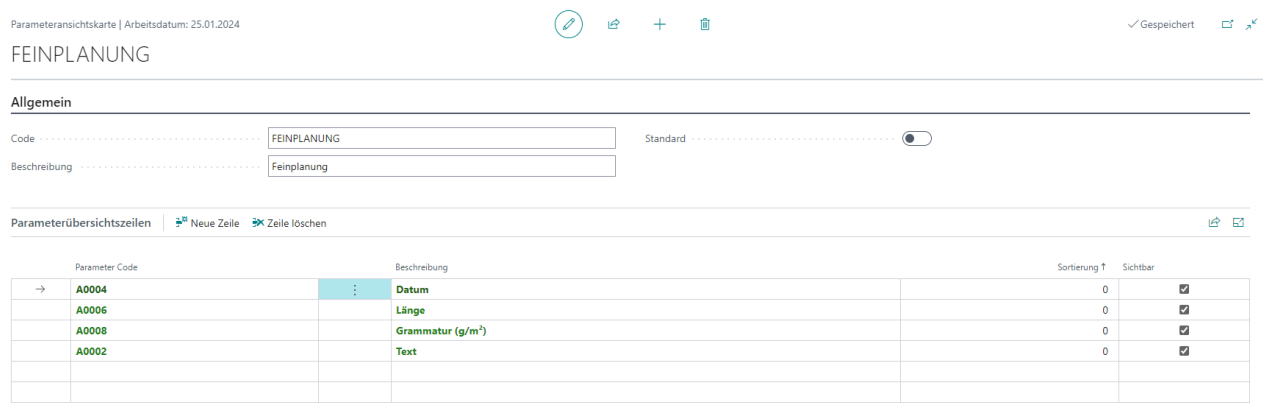 Parameteransichtskarte | Arbeitsdatum: 25.01.2024
Gespeichert
FEINPLANUNG
Allgemein
Code FEINPLANUNG Standard
Beschreibung Feinplanung
Parameterübersichtszeilen Neue Zeile Zeile löschen
Parameter Code Beschreibung Sortierung ↑ Sichtbar
A0004 Datum 0
A0006 Länge 0
A0008 Grammatur (g/m²) 0
A0002 Text 0